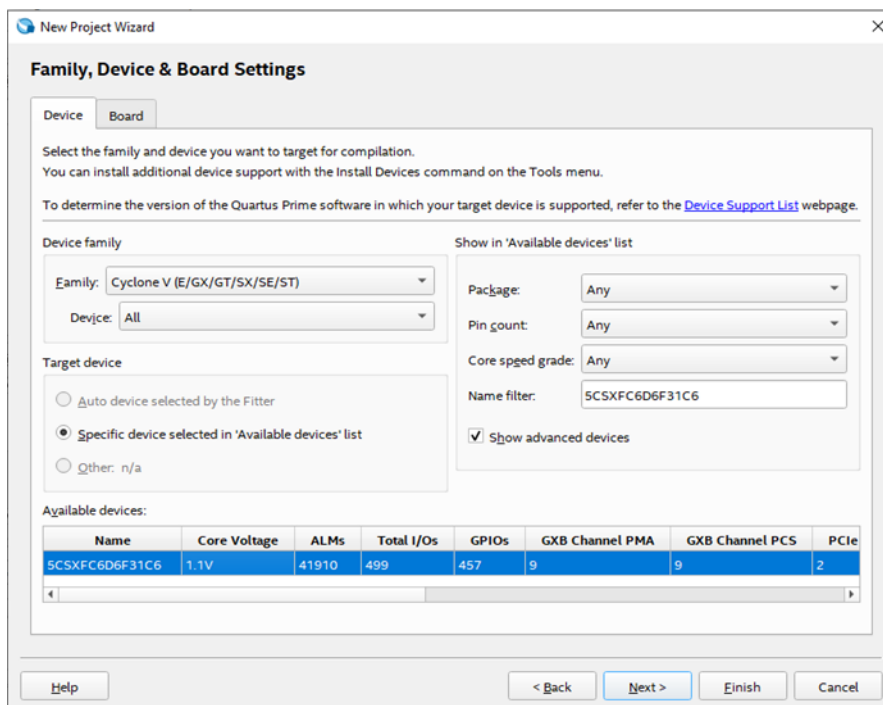 New Project Wizard
Family, Device & Board Settings
Device
Board
Select the family and device you want to target for compilation.
You can install additional device support with the Install Devices command on the Tools menu.
To determine the version of the Quartus Prime software in which your target device is supported, refer to the Device Support List webpage.
Device family
Family: Cyclone V (E/GX/GT/SX/SE/ST)
Device: All
Target device
Auto device selected by the Fitter
Specific device selected in 'Available devices' list
Other: n/a
Show in 'Available devices' list
Package: Any
Pin count: Any
Core speed grade: Any
Name filter: 5CSXFC6D6F31C6
Show advanced devices
Available devices:
Name Core Voltage ALMs Total I/Os GPIOs GXB Channel PMA GXB Channel PCS PCIe
5CSXFC6D6F31C6 1.1V 41910 499 457 9 9 2
Help < Back Next > Finish Cancel